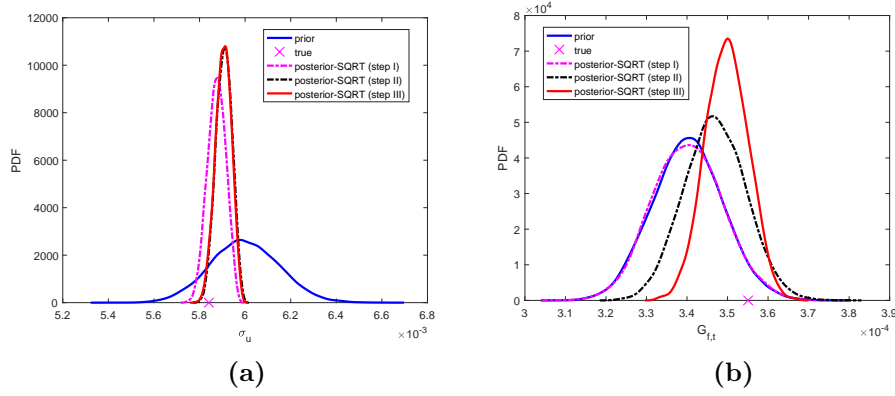 12000
10000
8000
6000
4000
2000
0
PDF
5.2 5.4 5.6 5.8 6 6.2 6.4 6.6 6.8
×10⁻³
σ_u
prior
true
posterior-SQRT (step I)
posterior-SQRT (step II)
posterior-SQRT (step III)
(a)
8 ×10⁴
7
6
5
4
3
2
1
0
PDF
3 3.1 3.2 3.3 3.4 3.5 3.6 3.7 3.8 3.9
×10⁻⁴
G_f,t
prior
true
posterior-SQRT (step I)
posterior-SQRT (step II)
posterior-SQRT (step III)
(b)